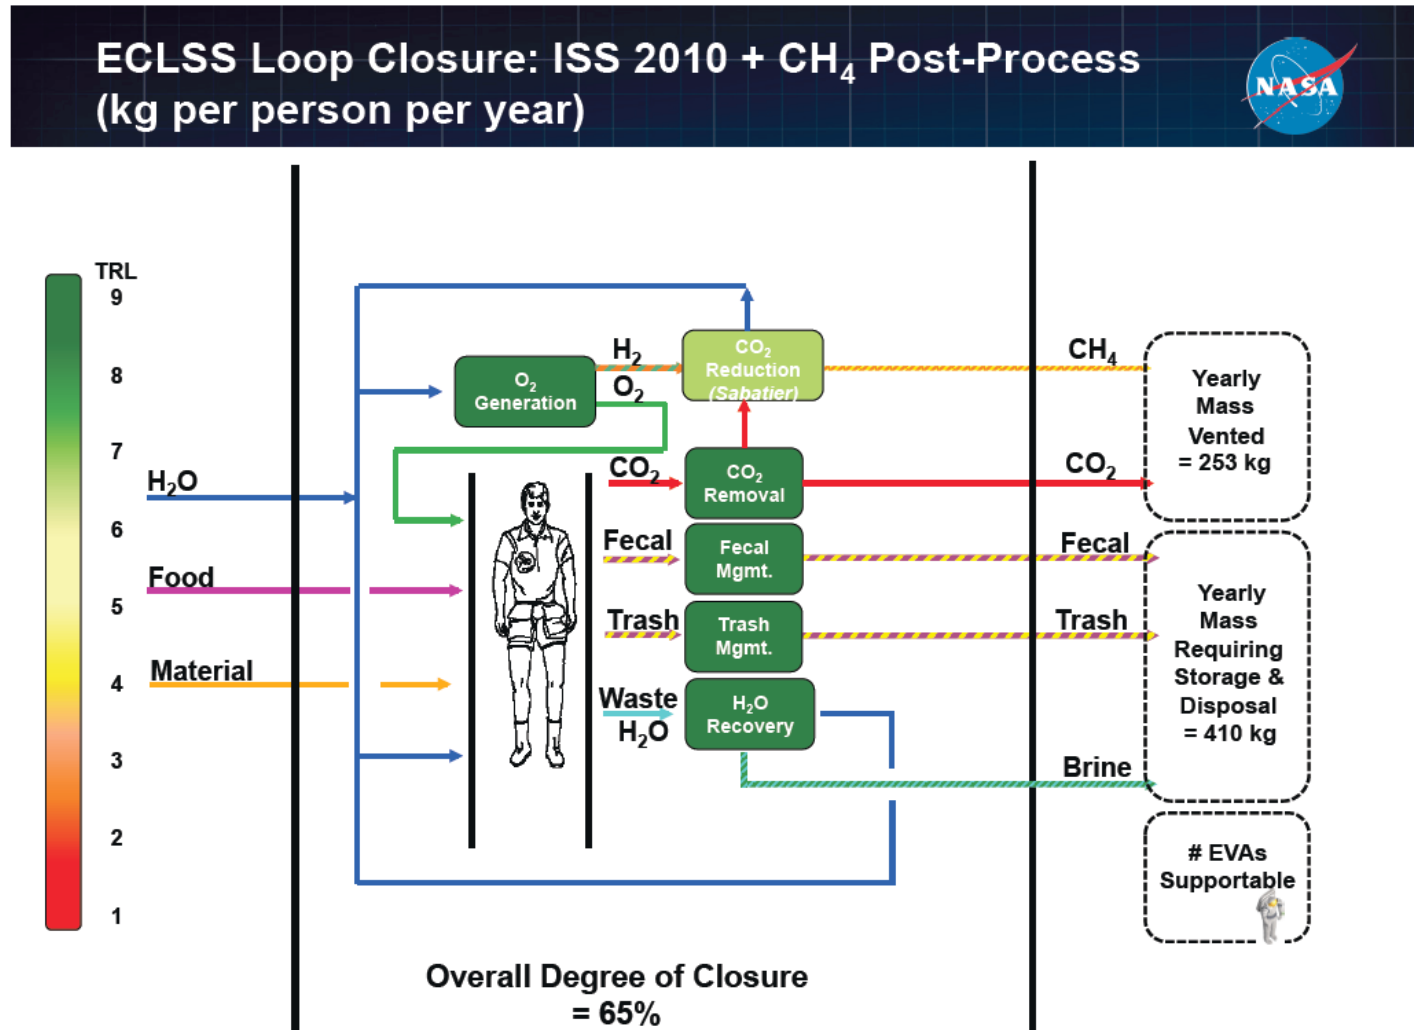 ECLSS Loop Closure: ISS 2010 + CH₄ Post-Process
(kg per person per year)
NASA
TRL
9
8
7
6
5
4
3
2
1
H₂O
Food
Material
O₂
Generation
H₂
O₂
CO₂
Reduction
(Sabatier)
CO₂
CO₂
Removal
Fecal
Fecal
Mgmt.
Trash
Trash
Mgmt.
Waste
H₂O
H₂O
Recovery
CH₄
CO₂
Fecal
Trash
Brine
Yearly
Mass
Vented
= 253 kg
Yearly
Mass
Requiring
Storage &
Disposal
= 410 kg
# EVAs
Supportable
Overall Degree of Closure
= 65%